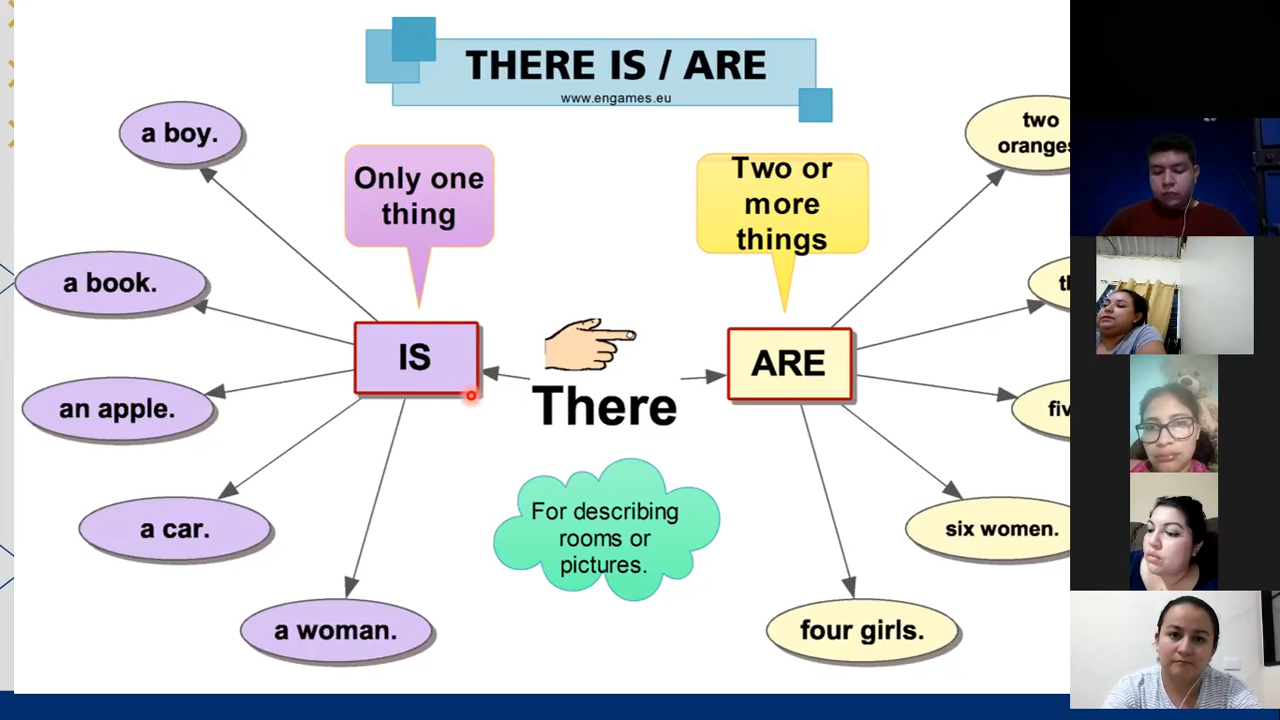 THERE IS / ARE
www.engames.eu
a boy.
Only one
thing
Two or
more
things
two
oranges
a book.
IS
ARE
There
an apple.
For describing
rooms or
pictures.
a car.
six women.
a woman.
four girls.